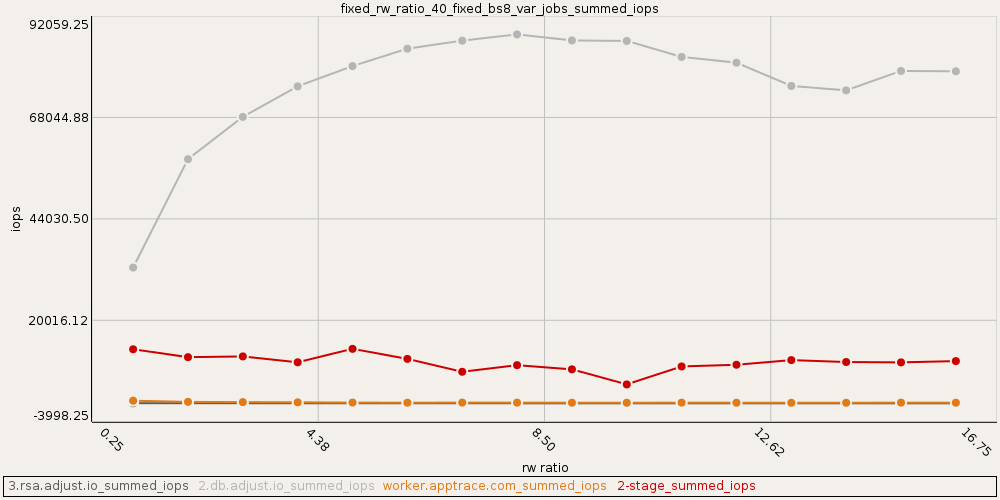 fixed_rw_ratio_40_fixed_bs8_var_jobs_summed_iops
92059.25
68044.88
44030.50
20016.12
-3998.25
iops
0.25 4.38 8.50 12.62 16.75
rw ratio
3.rsa.adjust.io_summed_iops 2.db.adjust.io_summed_iops worker.apptrace.com_summed_iops 2-stage_summed_iops